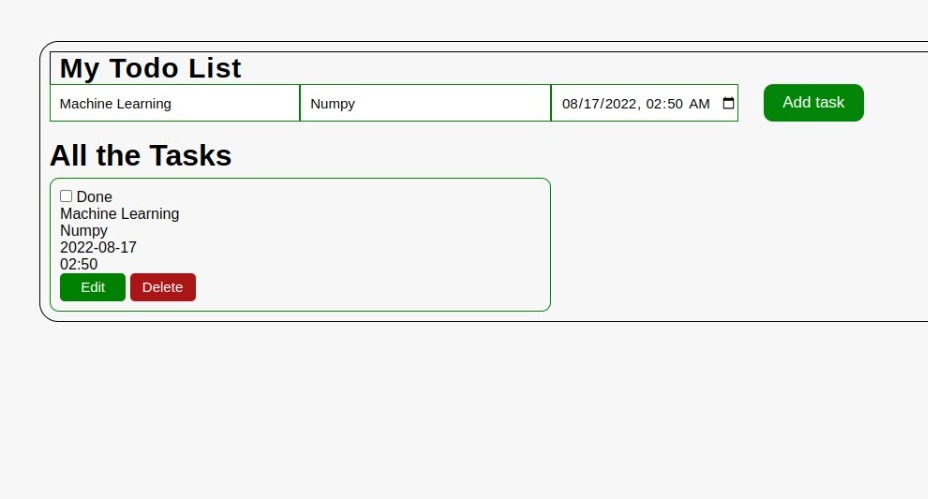 My Todo List
Machine Learning Numpy 08/17/2022, 02:50 AM Add task
All the Tasks
Done
Machine Learning
Numpy
2022-08-17
02:50
Edit Delete